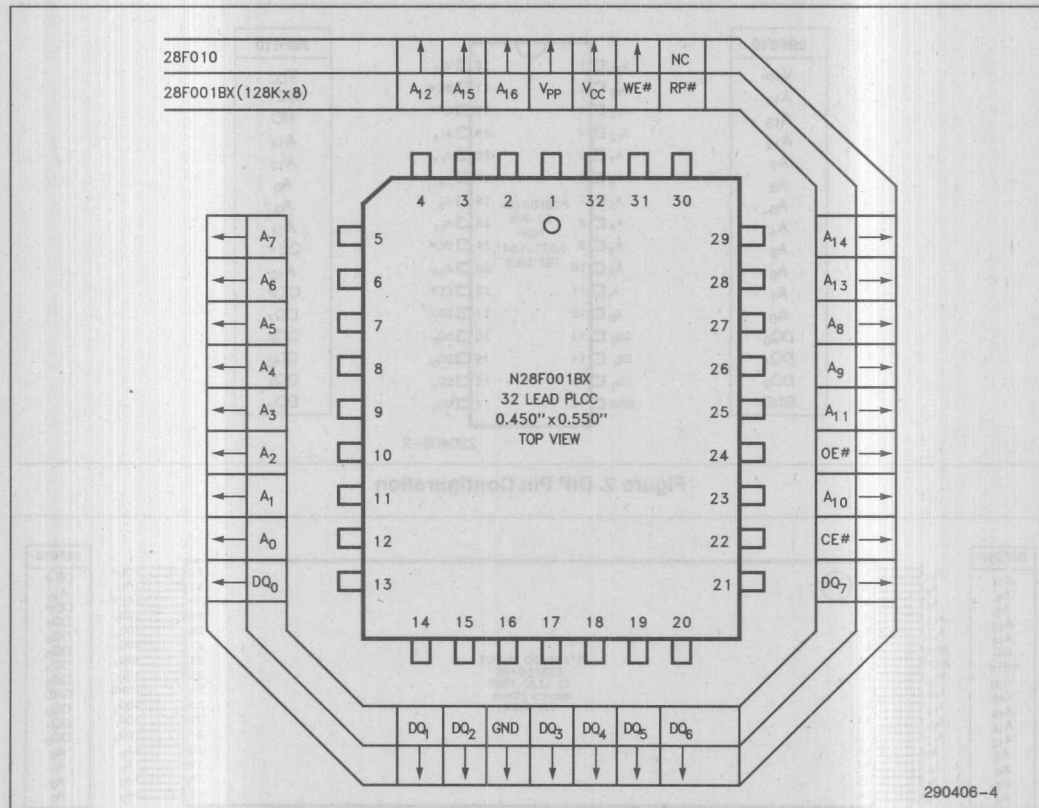 28F010 NC
28F001BX(128Kx8) A12 A15 A16 VPP VCC WE# RP#
4 3 2 1 32 31 30
A7 5 29 A14
A6 6 28 A13
A5 7 27 A8
A4 8 26 A9
A3 9 25 A11
A2 10 24 OE#
A1 11 23 A10
A0 12 22 CE#
DQ0 13 21 DQ7
N28F001BX
32 LEAD PLCC
0.450"x0.550"
TOP VIEW
14 15 16 17 18 19 20
DQ1 DQ2 GND DQ3 DQ4 DQ5 DQ6
290406-4
Figure 2. DIP Pin Configuration